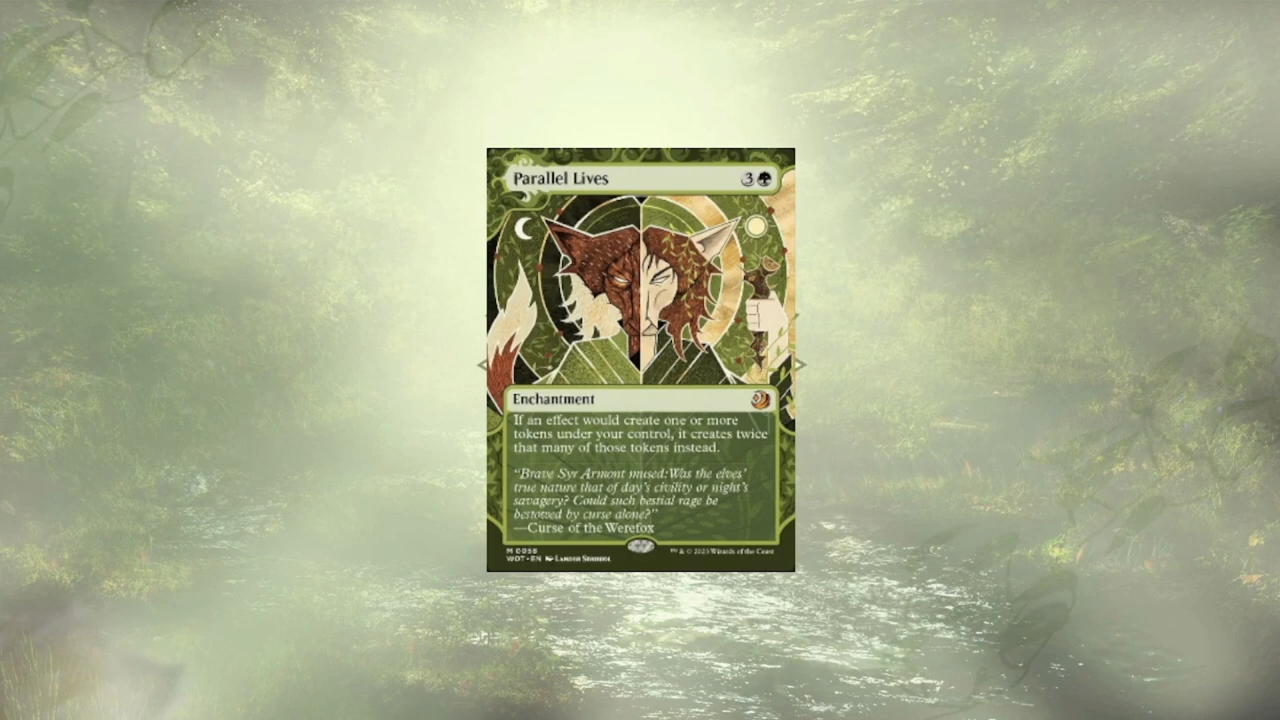 Parallel Lives 3
Enchantment
If an effect would create one or more
tokens under your control, it creates twice
that many of those tokens instead.
“Brave Syr Armont mused: Was the elves’
true nature that of day’s civility or night’s
savagery? Could such bestial rage be
bestowed by curse alone?”
—Curse of the Werefox
M 0058
WOT • EN
™ & © 2023 Wizards of the Coast